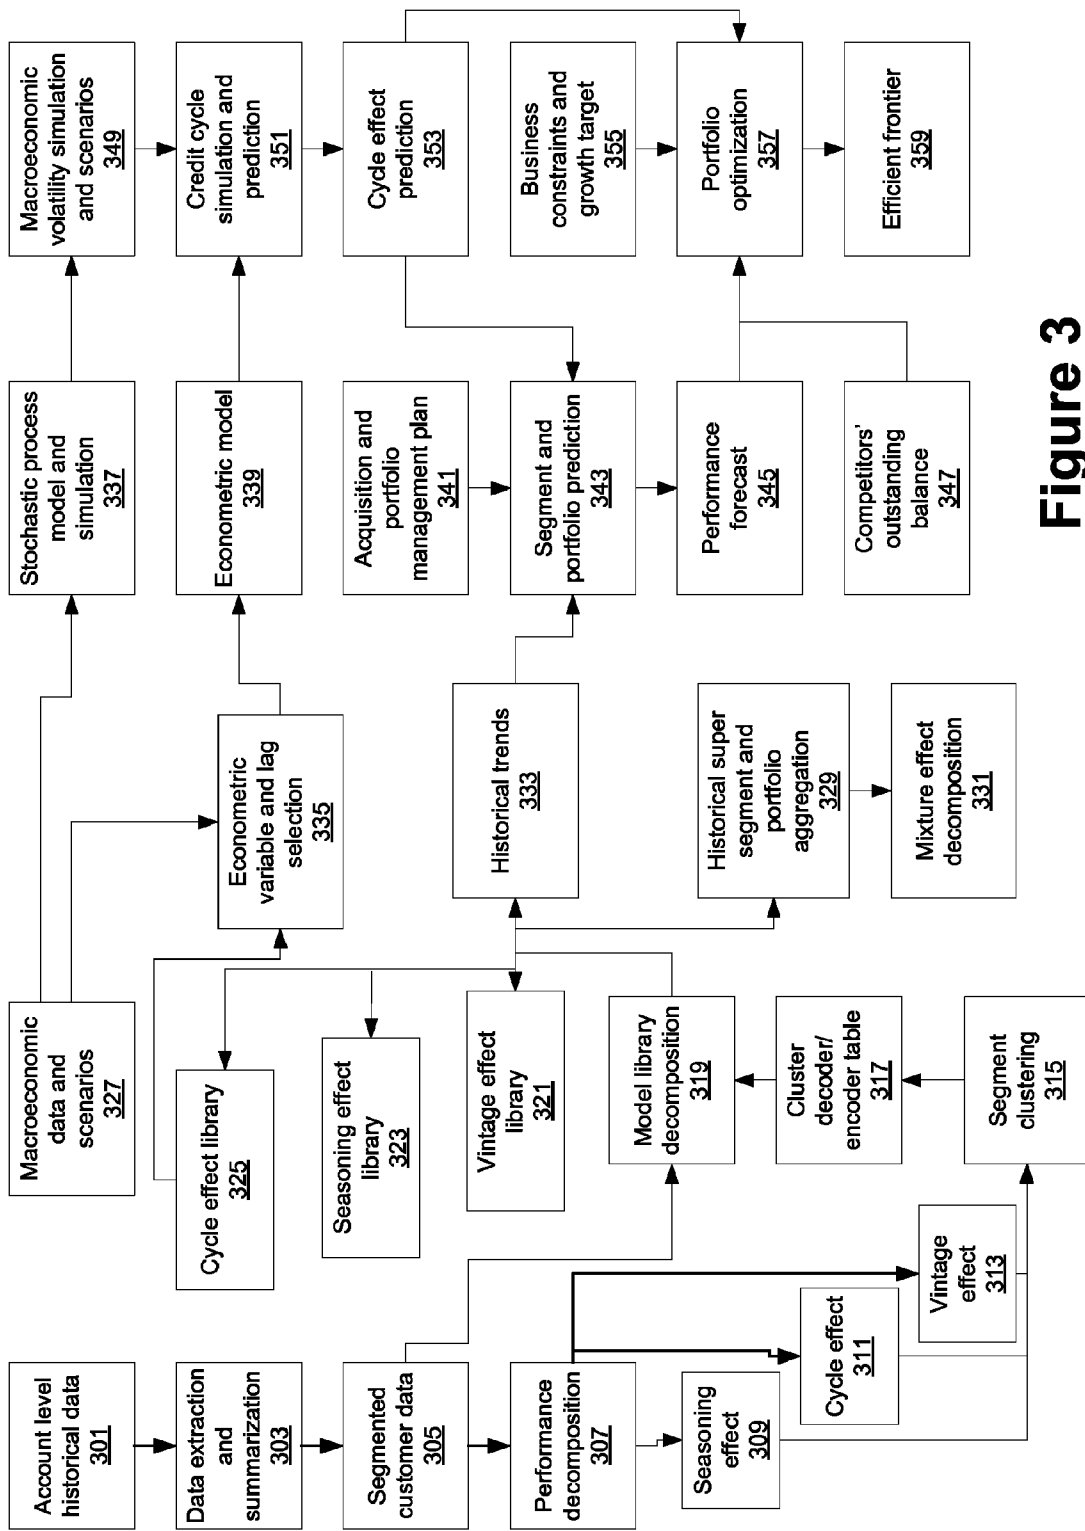 Account level
historical data
301
Data extraction
and
summarization
303
Segmented
customer data
305
Performance
decomposition
307
Seasoning
effect
309
Cycle effect
311
Vintage
effect
313
Macroeconomic
data and
scenarios
327
Cycle effect library
325
Seasoning effect
library
323
Vintage effect
library
321
Model library
decomposition
319
Cluster
decoder/
encoder table
317
Segment
clustering
315
Econometric
variable and lag
selection
335
Historical trends
333
Historical super
segment and
portfolio
aggregation
329
Mixture effect
decomposition
331
Stochastic process
model and
simulation
337
Econometric model
339
Acquisition and
portfolio
management plan
341
Segment and
portfolio prediction
343
Performance
forecast
345
Competitors'
outstanding
balance
347
Macroeconomic
volatility simulation
and scenarios
349
Credit cycle
simulation and
prediction
351
Cycle effect
prediction
353
Business
constraints and
growth target
355
Portfolio
optimization
357
Efficient frontier
359
Figure 3